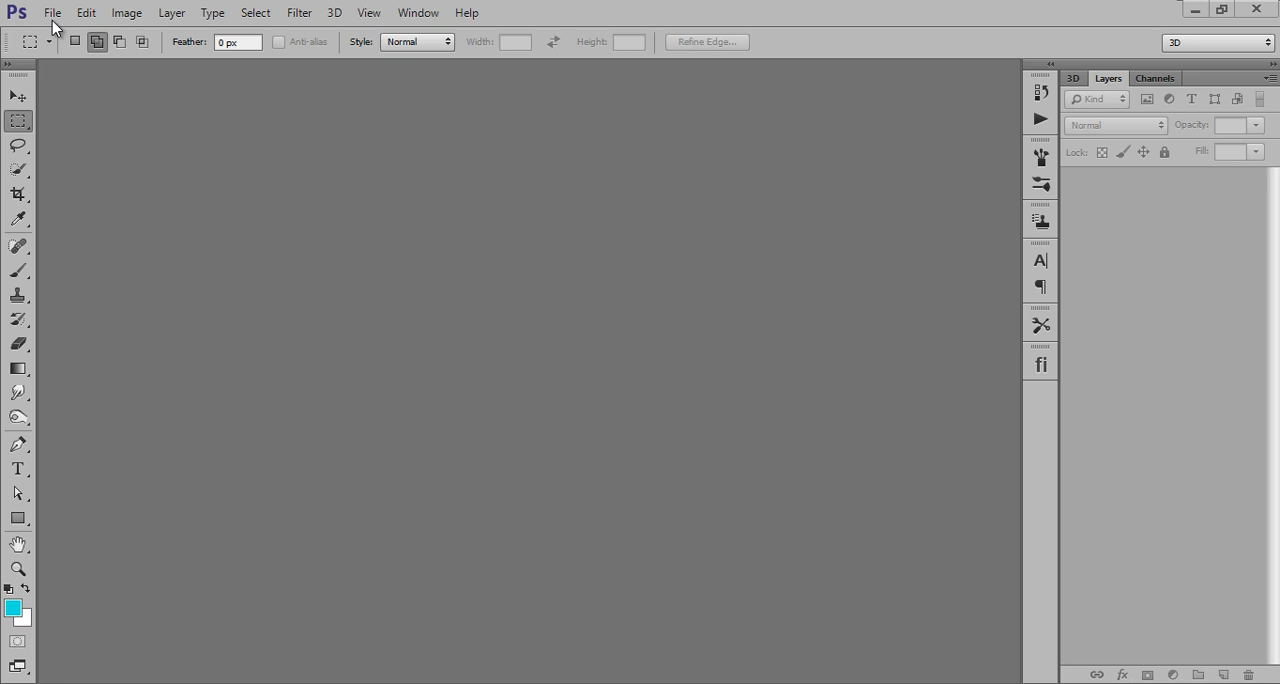 Ps File Edit Image Layer Type Select Filter 3D View Window Help
Feather: 0 px Anti-alias Style: Normal Width: Height: Refine Edge... 3D
3D Layers Channels
Kind
Normal Opacity:
Lock: Fill:
A
¶
fi
T
fx